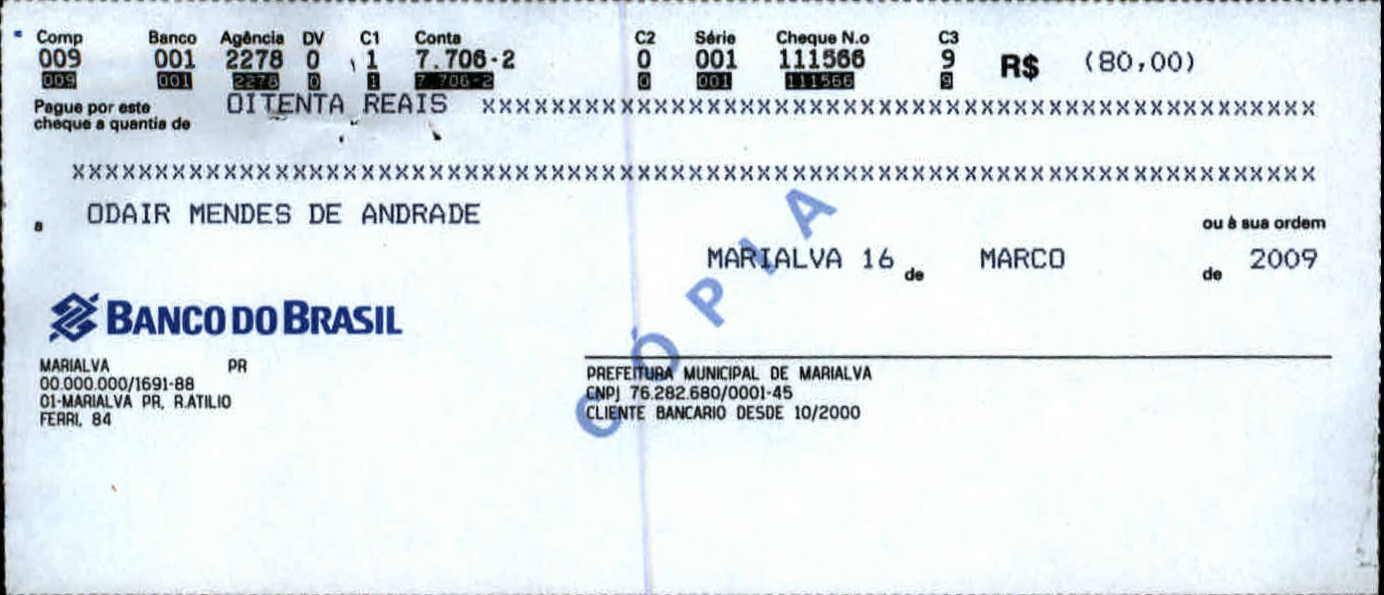 Comp Banco Agência DV C1 Conta C2 Série Cheque N.o C3
009 001 2278 0 1 7.706-2 0 001 111566 9 R$ (80,00)
009 001 2278 0 1 7 706-2 0 001 111566 9
Pague por este OITENTA REAIS XXXXXXXXXXXXXXXXXXXXXXXXXXXXXXXXXXXXXXXXXXXXXXXXX
cheque a quantia de
XXXXXXXXXXXXXXXXXXXXXXXXXXXXXXXXXXXXXXXXXXXXXXXXXXXXXXXXXXXXXXXXXXXXXXXX
a ODAIR MENDES DE ANDRADE ou à sua ordem
MARIALVA 16 de MARCO de 2009
CÓPIA
BANCO DO BRASIL
MARIALVA PR
00.000.000/1691-88
01-MARIALVA PR, R.ATILIO
FERRI, 84
PREFEITURA MUNICIPAL DE MARIALVA
CNPJ 76.282.680/0001-45
CLIENTE BANCARIO DESDE 10/2000